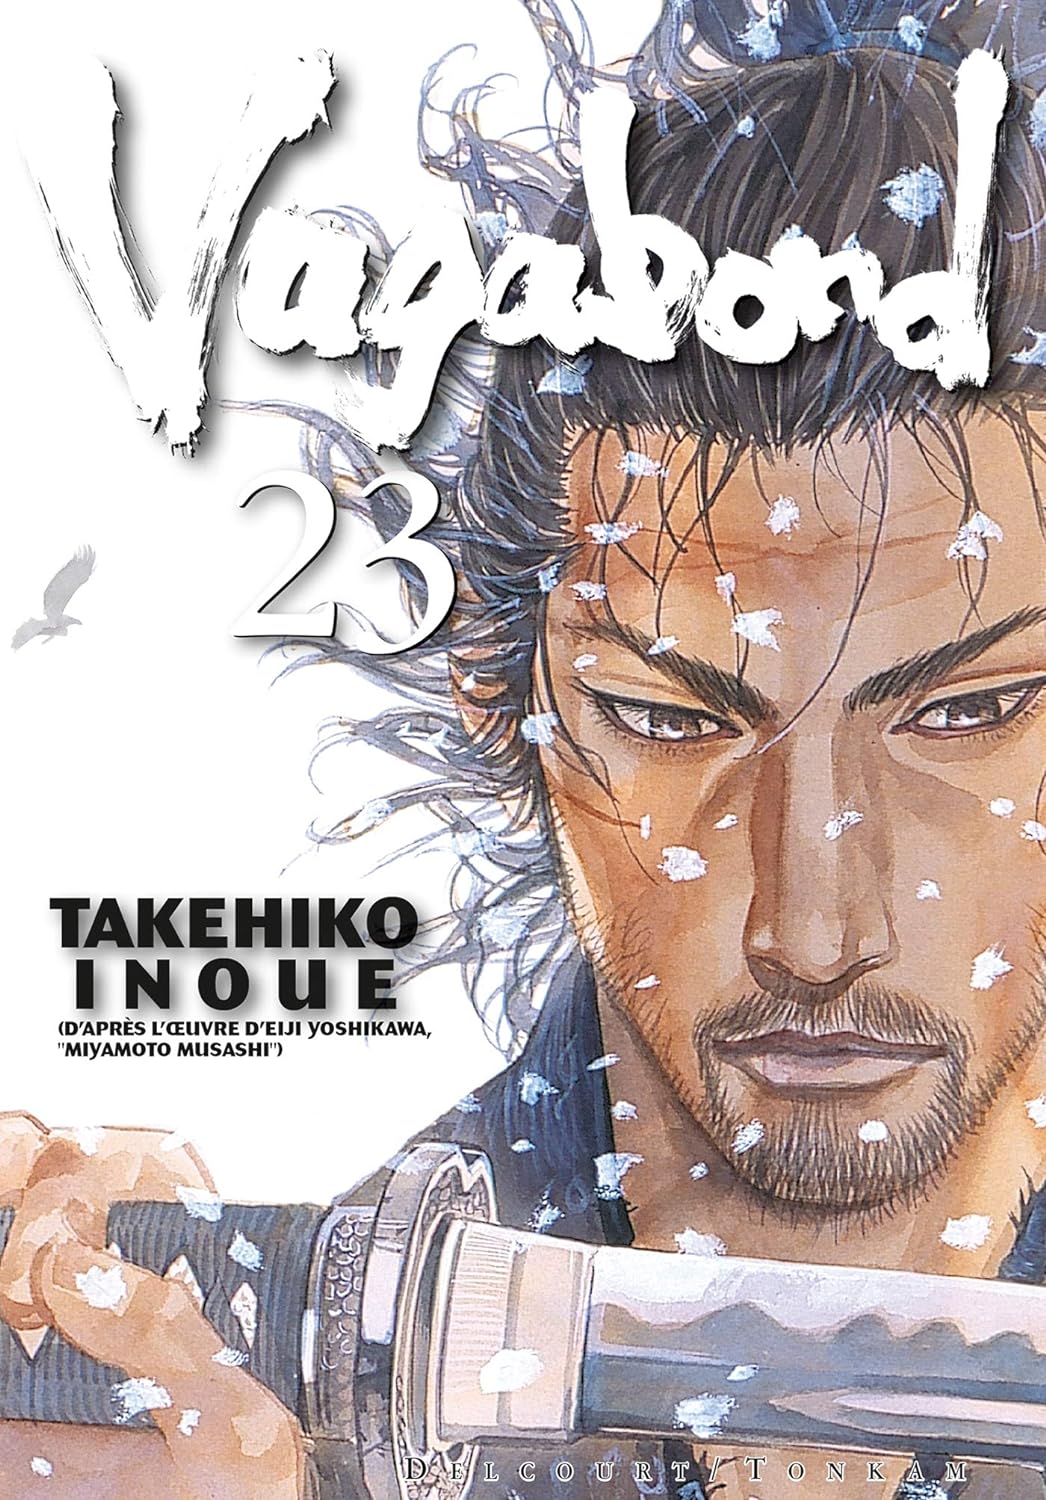 Vagabond
23
TAKEHIKO
INOUE
(D'APRÈS L'ŒUVRE D'EIJI YOSHIKAWA,
"MIYAMOTO MUSASHI")
DELCOURT/TONKAM